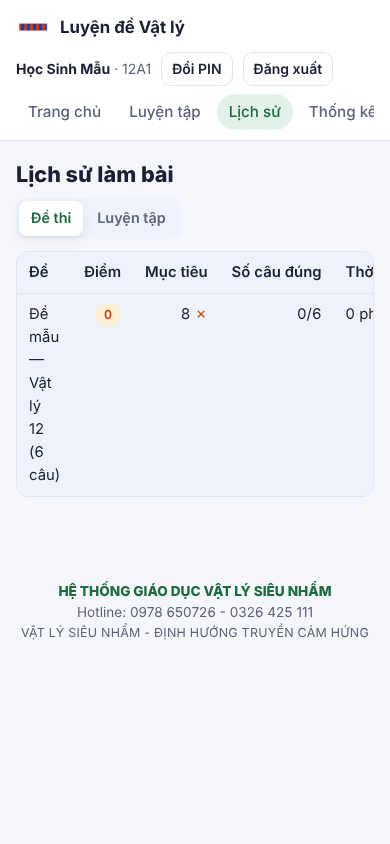 Luyện đề Vật lý
Học Sinh Mẫu · 12A1 Đổi PIN Đăng xuất
Trang chủ Luyện tập Lịch sử Thống kê
Lịch sử làm bài
Đề thi Luyện tập
Đề Điểm Mục tiêu Số câu đúng
Đề 0 8 × 0/6 0
mẫu
—
Vật
lý
12
(6
câu)
HỆ THỐNG GIÁO DỤC VẬT LÝ SIÊU NHẨM
Hotline: 0978 650726 - 0326 425 111
VẬT LÝ SIÊU NHẨM - ĐỊNH HƯỚNG TRUYỀN CẢM HỨNG